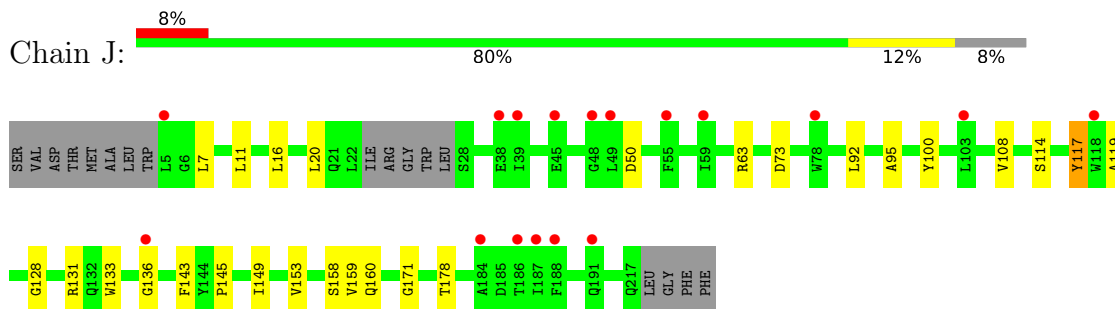 8%
Chain J:
80% 12% 8%
SER VAL ASP THR MET ALA LEU TRP L5 G6 L7 L11 L16 L20 Q21 L22 ILE ARG GLY TRP LEU S28 E38 I39 E45 G48 L49 D50 F55 I59 R63 D73 W78 L92 A95 Y100 L103 V108 S114 Y117 W118 A119
G128 R131 Q132 W133 G136 F143 Y144 P145 I149 V153 S158 V159 Q160 G171 T178 A184 D185 T186 I187 F188 Q191 Q217 LEU GLY PHE PHE